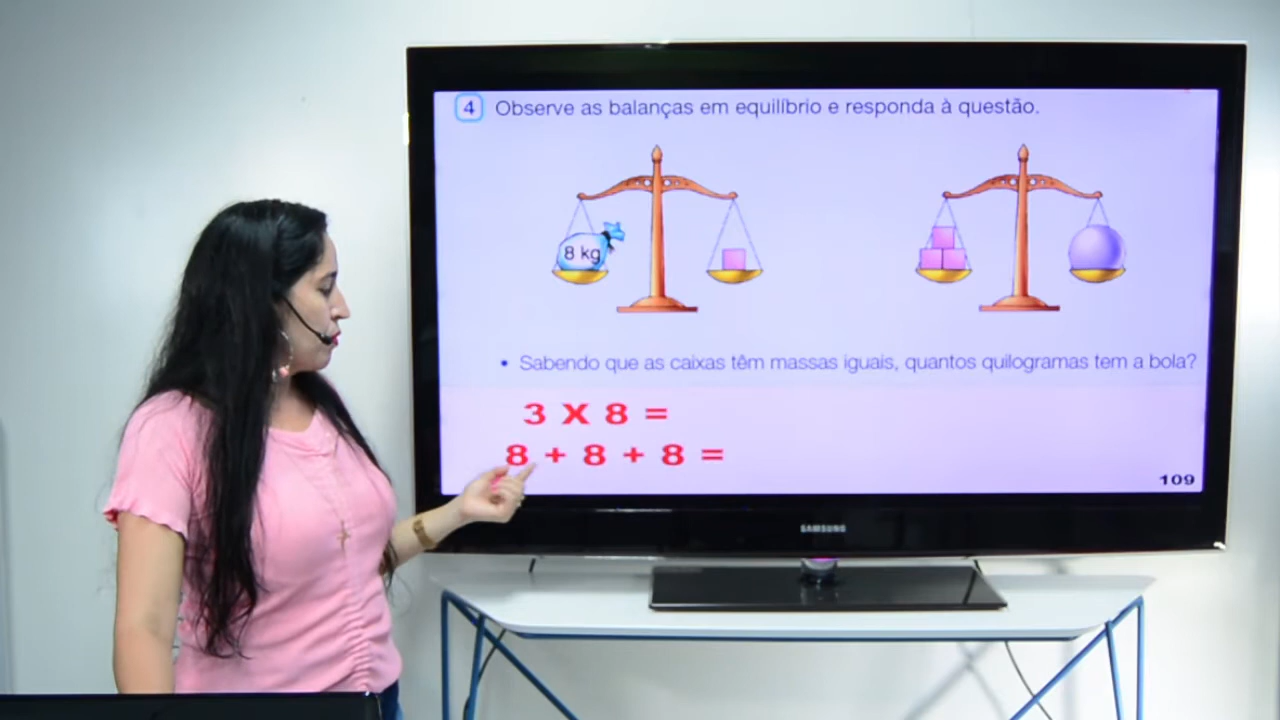 4 Observe as balanças em equilíbrio e responda à questão.
8 kg
• Sabendo que as caixas têm massas iguais, quantos quilogramas tem a bola?
3 X 8 =
8 + 8 + 8 =
109
SAMSUNG